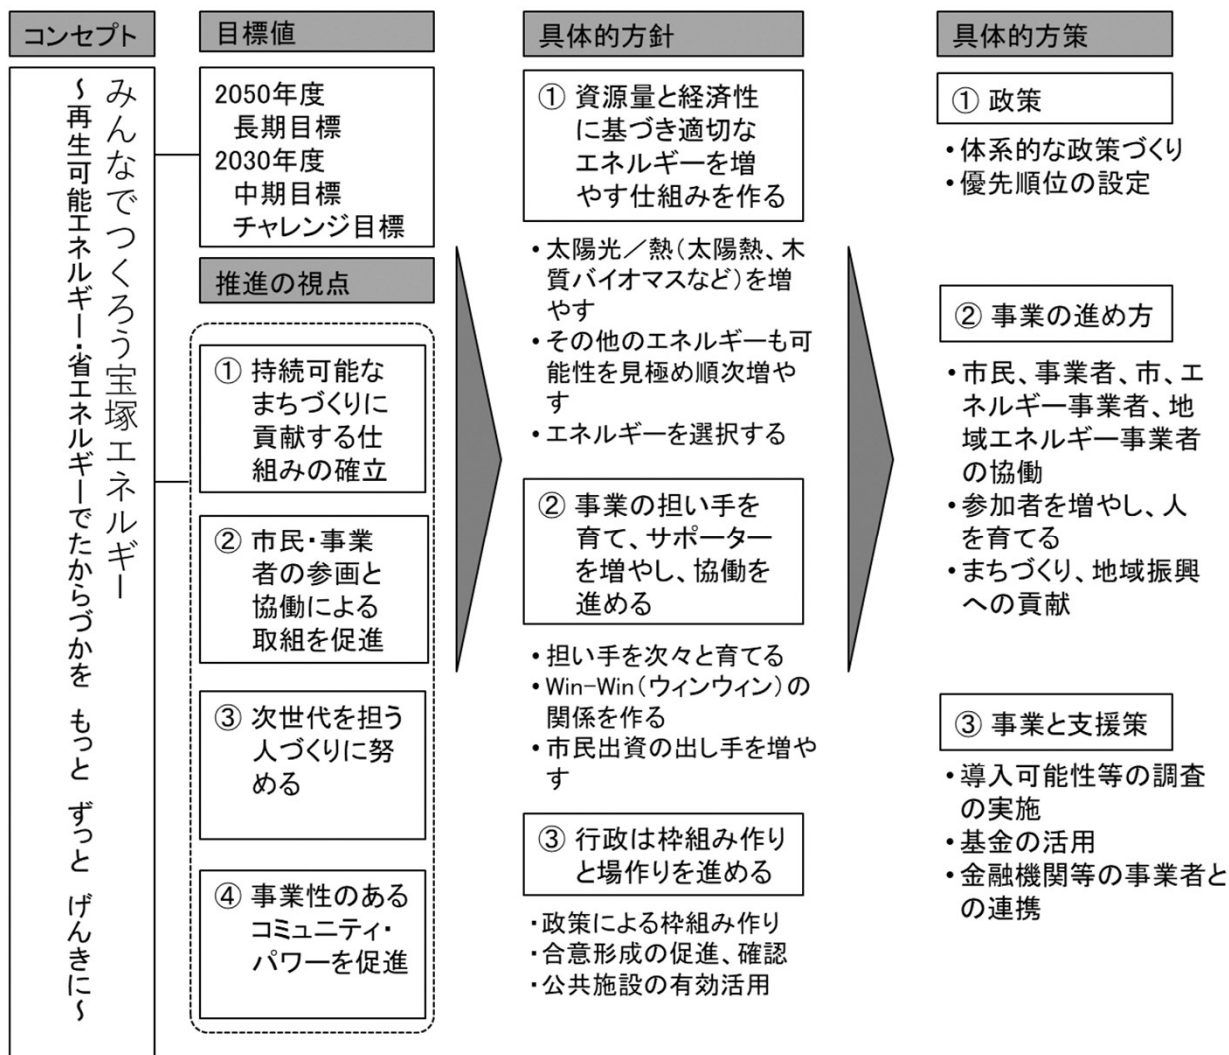 コンセプト
みんなでつくろう宝塚エネルギー
～再生可能エネルギー・省エネルギーでたからづかを もっと ずっと げんきに～
目標値
2050年度
長期目標
2030年度
中期目標
チャレンジ目標
推進の視点
① 持続可能な
まちづくりに
貢献する仕
組みの確立
② 市民・事業
者の参画と
協働による
取組を促進
③ 次世代を担う
人づくりに努
める
④ 事業性のある
コミュニティ・
パワーを促進
具体的方針
① 資源量と経済性
に基づき適切な
エネルギーを増
やす仕組みを作る
・太陽光／熱（太陽熱、木
質バイオマスなど）を増
やす
・その他のエネルギーも可
能性を見極め順次増や
す
・エネルギーを選択する
② 事業の担い手を
育て、サポーター
を増やし、協働を
進める
・担い手を次々と育てる
・Win-Win（ウィンウィン）の
関係を作る
・市民出資の出し手を増や
す
③ 行政は枠組み作り
と場作りを進める
・政策による枠組み作り
・合意形成の促進、確認
・公共施設の有効活用
具体的方策
① 政策
・体系的な政策づくり
・優先順位の設定
② 事業の進め方
・市民、事業者、市、エ
ネルギー事業者、地
域エネルギー事業者
の協働
・参加者を増やし、人
を育てる
・まちづくり、地域振興
への貢献
③ 事業と支援策
・導入可能性等の調査
の実施
・基金の活用
・金融機関等の事業者と
の連携